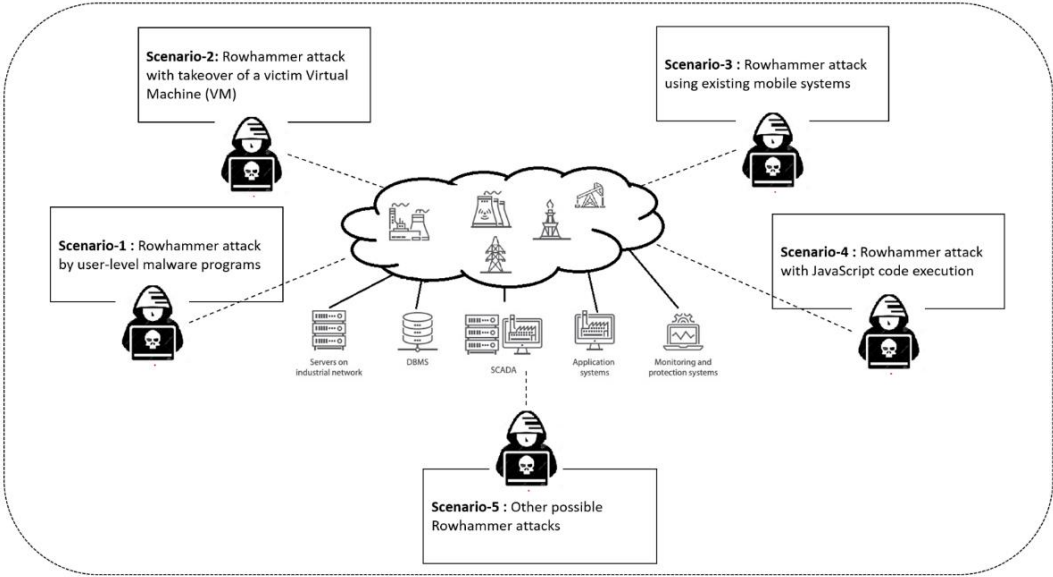 Scenario-2: Rowhammer attack
with takeover of a victim Virtual
Machine (VM)
Scenario-3 : Rowhammer attack
using existing mobile systems
Scenario-1 : Rowhammer attack
by user-level malware programs
Scenario-4 : Rowhammer attack
with JavaScript code execution
Servers on
industrial network
DBMS
SCADA
Application
systems
Monitoring and
protection systems
Scenario-5 : Other possible
Rowhammer attacks